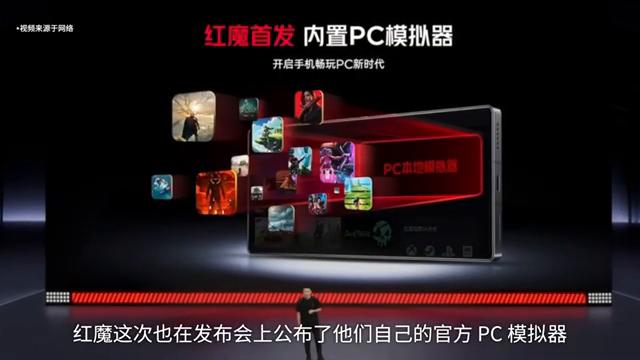 •视频来源于网络
红魔首发 内置PC模拟器
开启手机畅玩PC新时代
PC本地模拟器
红魔这次也在发布会上公布了他们自己的官方 PC 模拟器